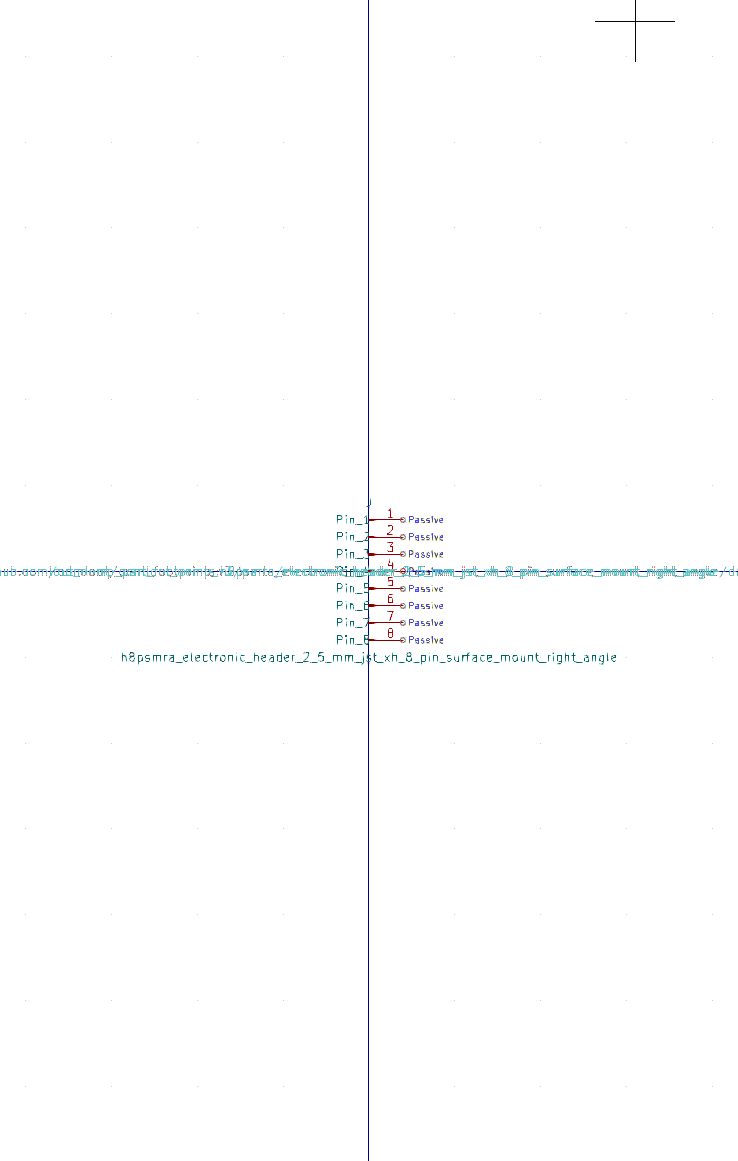 J
Pin_1 1 Passive
Pin_2 2 Passive
Pin_3 3 Passive
4
Pin_5 5 Passive
Pin_6 6 Passive
Pin_7 7 Passive
Pin_8 8 Passive
h8psmra_electronic_header_2_5_mm_jst_xh_8_pin_surface_mount_right_angle